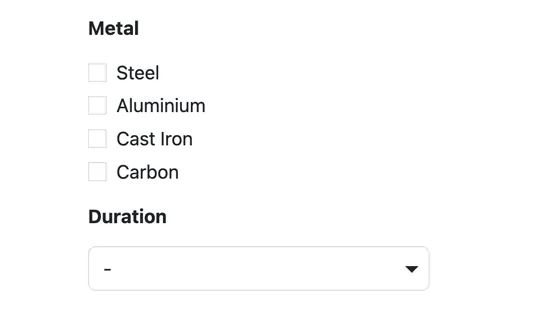 Metal
Steel
Aluminium
Cast Iron
Carbon
Duration
-